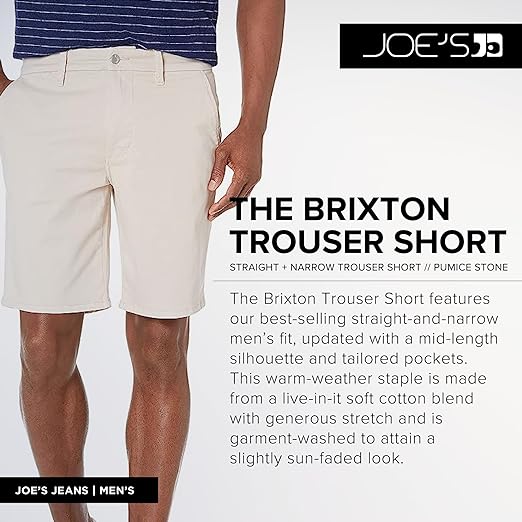 JOE'S
THE BRIXTON
TROUSER SHORT
STRAIGHT + NARROW TROUSER SHORT // PUMICE STONE
The Brixton Trouser Short features
our best-selling straight-and-narrow
men's fit, updated with a mid-length
silhouette and tailored pockets.
This warm-weather staple is made
from a live-in-it soft cotton blend
with generous stretch and is
garment-washed to attain a
slightly sun-faded look.
JOE'S JEANS | MEN'S